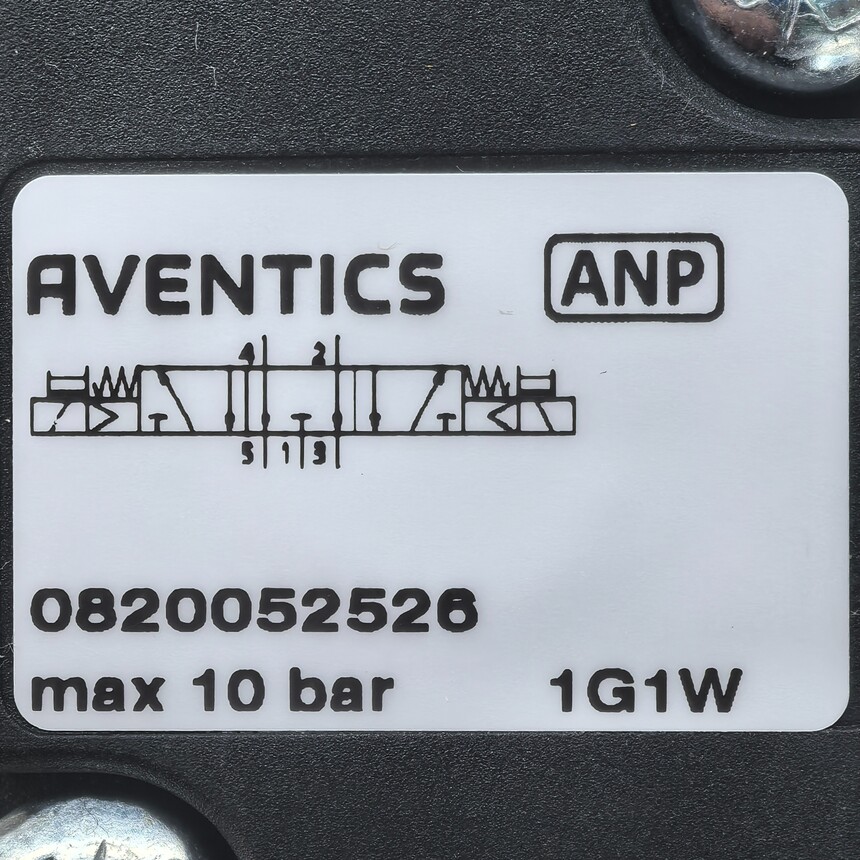 AVENTICS ANP
4 2
5 1 3
0820052526
max 10 bar 1G1W